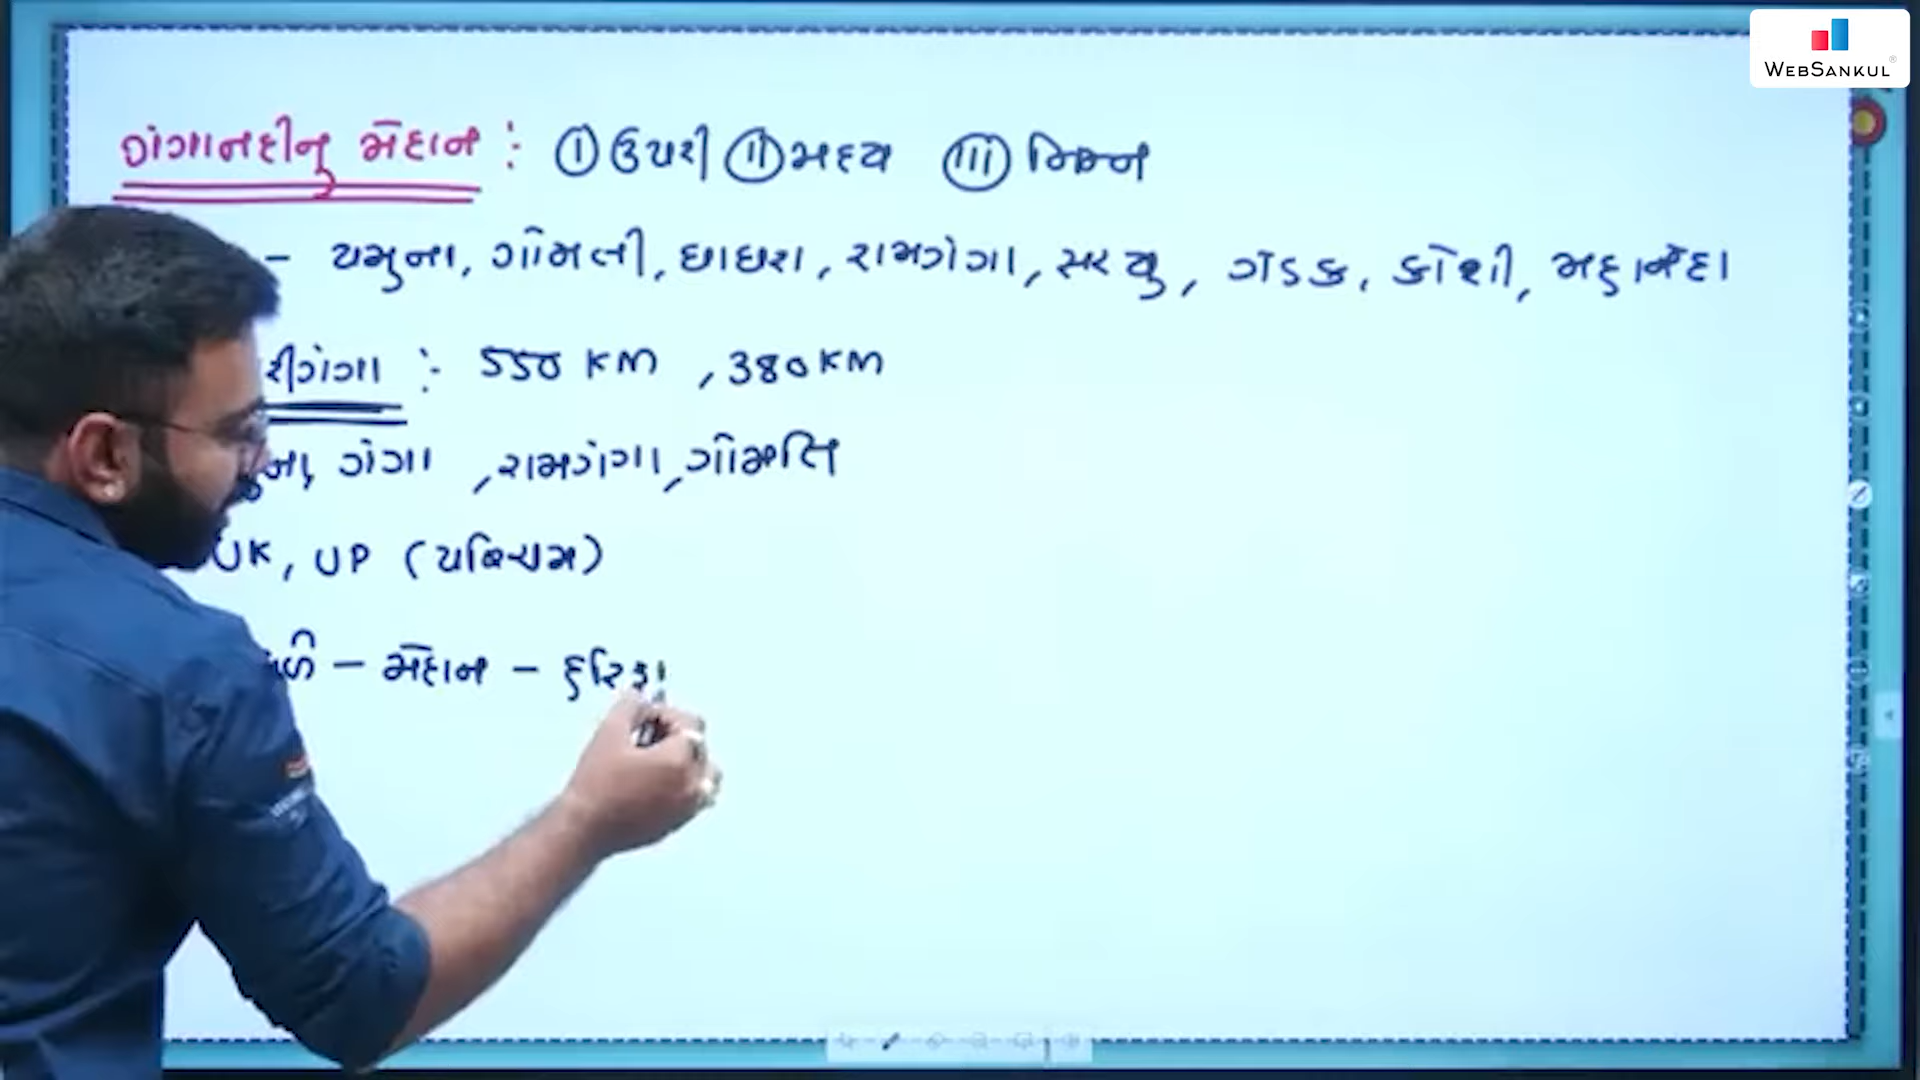 WEBSANKUL
ગંગાનદીનુ મેદાન : (i) ઉપરી (ii) મધ્ય (iii) નિમ્ન
- યમુના, ગોમતી, ઘાઘરા, રામગંગા, સરયુ, ગંડક, કોશી, મહાનંદા
રીગંગા :- 550 KM , 380 KM
ગંગા , રામગંગા, ગોમતિ
UK, UP (પશ્ચિમ)
- મેદાન - હરિ